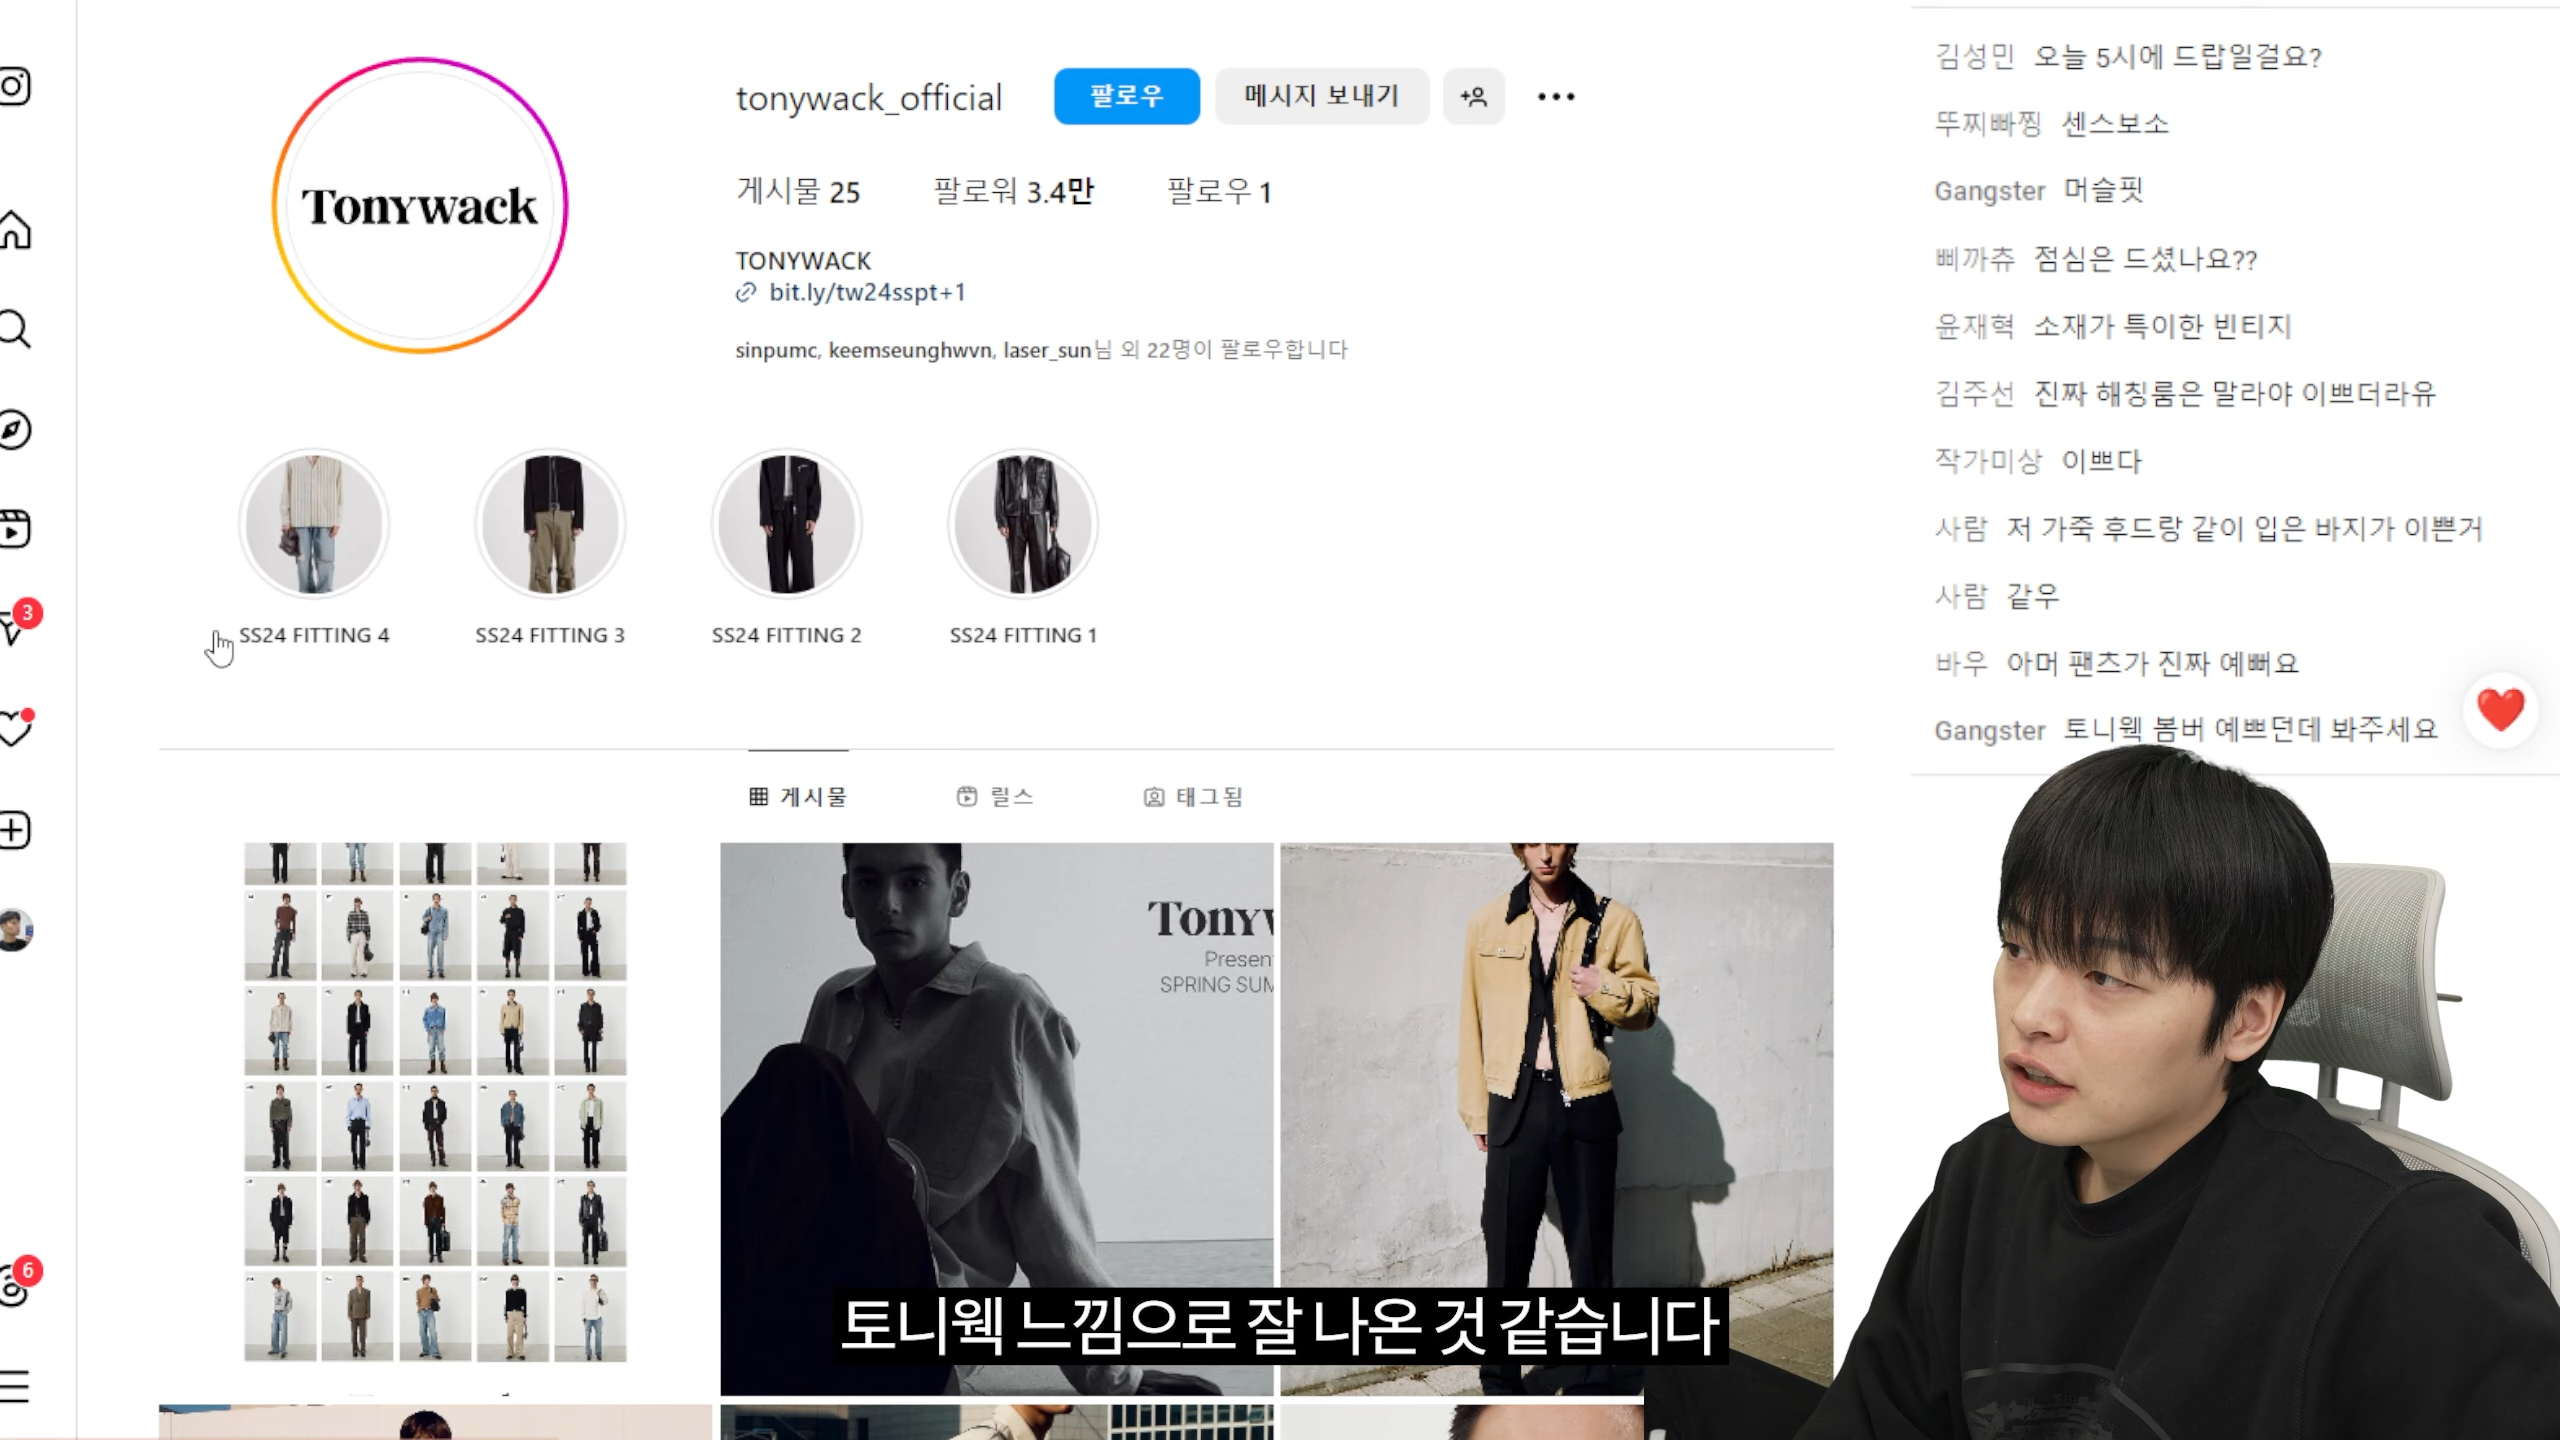 Tonywack
tonywack_official
팔로우
메시지 보내기
게시물 25
팔로워 3.4만
팔로우 1
TONYWACK
bit.ly/tw24sspt+1
sinpumc, keemseunghwvn, laser_sun님 외 22명이 팔로우합니다
SS24 FITTING 4
SS24 FITTING 3
SS24 FITTING 2
SS24 FITTING 1
3
6
게시물
릴스
태그됨
Tonyw
Present
SPRING SUM
김성민 오늘 5시에 드랍일걸요?
뚜찌빠찡 센스보소
Gangster 머슬핏
삐까츄 점심은 드셨나요??
윤재혁 소재가 특이한 빈티지
김주선 진짜 해칭룸은 말라야 이쁘더라유
작가미상 이쁘다
사람 저 가죽 후드랑 같이 입은 바지가 이쁜거
사람 같우
바우 아머 팬츠가 진짜 예뻐요
Gangster 토니웩 봄버 예쁘던데 봐주세요
토니웩 느낌으로 잘 나온 것 같습니다